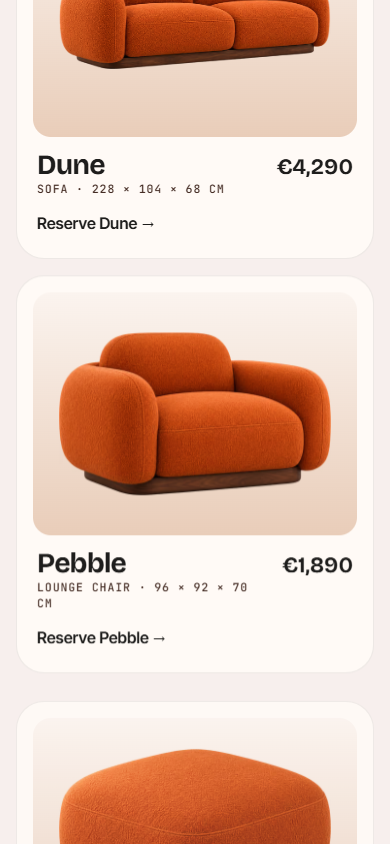 Dune
€4,290
SOFA · 228 × 104 × 68 CM
Reserve Dune →
Pebble
€1,890
LOUNGE CHAIR · 96 × 92 × 70
CM
Reserve Pebble →